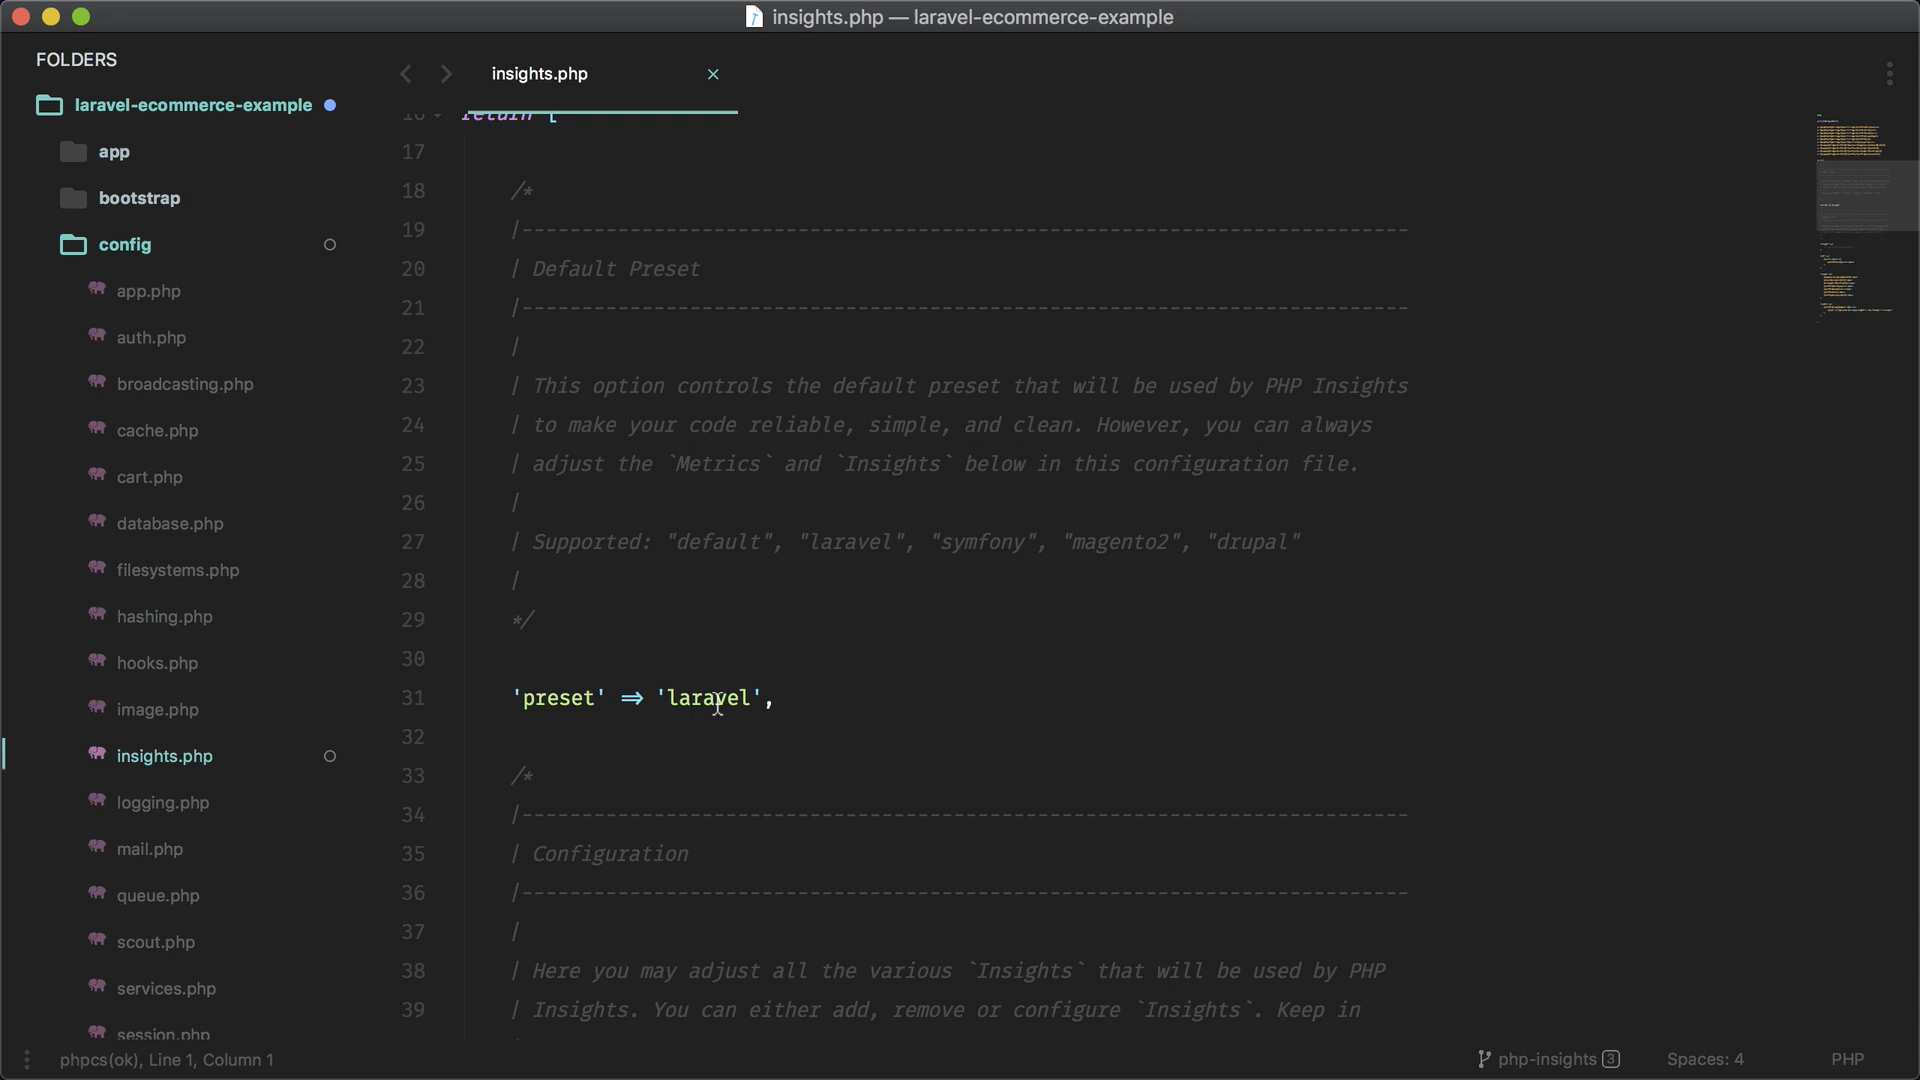 insights.php — laravel-ecommerce-example
FOLDERS
laravel-ecommerce-example
app
bootstrap
config
app.php
auth.php
broadcasting.php
cache.php
cart.php
database.php
filesystems.php
hashing.php
hooks.php
image.php
insights.php
logging.php
mail.php
queue.php
scout.php
services.php
session.php
insights.php
16 return [
17
18 /*
19 |--------------------------------------------------------------------------
20 | Default Preset
21 |--------------------------------------------------------------------------
22 |
23 | This option controls the default preset that will be used by PHP Insights
24 | to make your code reliable, simple, and clean. However, you can always
25 | adjust the `Metrics` and `Insights` below in this configuration file.
26 |
27 | Supported: "default", "laravel", "symfony", "magento2", "drupal"
28 |
29 */
30
31 'preset' => 'laravel',
32
33 /*
34 |--------------------------------------------------------------------------
35 | Configuration
36 |--------------------------------------------------------------------------
37 |
38 | Here you may adjust all the various `Insights` that will be used by PHP
39 | Insights. You can either add, remove or configure `Insights`. Keep in
phpcs(ok), Line 1, Column 1
php-insights 3
Spaces: 4
PHP